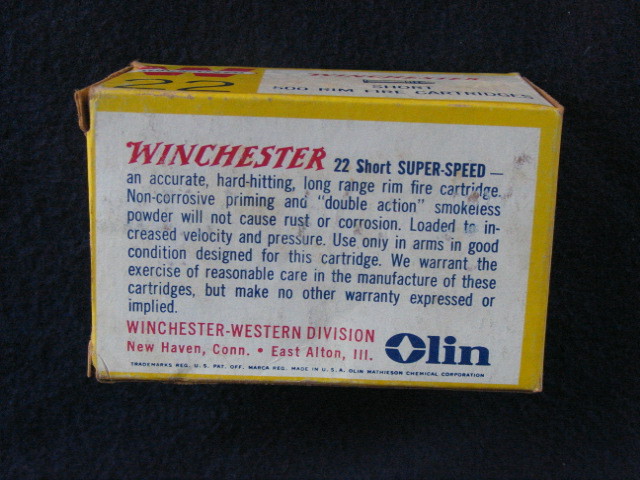 22
WINCHESTER
SHORT
500 RIM FIRE CARTRIDGES
WINCHESTER 22 Short SUPER-SPEED —
an accurate, hard-hitting, long range rim fire cartridge.
Non-corrosive priming and "double action" smokeless
powder will not cause rust or corrosion. Loaded to in-
creased velocity and pressure. Use only in arms in good
condition designed for this cartridge. We warrant the
exercise of reasonable care in the manufacture of these
cartridges, but make no other warranty expressed or
implied.
WINCHESTER-WESTERN DIVISION
New Haven, Conn. • East Alton, Ill.
Olin
TRADEMARKS REG. U. S. PAT. OFF. MARCA REG. MADE IN U. S. A. OLIN MATHIESON CHEMICAL CORPORATION